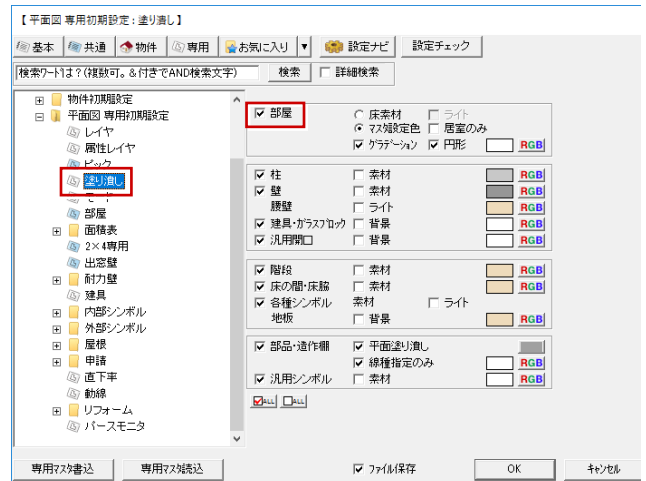 【 平面図 専用初期設定 : 塗り潰し 】
基本 共通 物件 専用 お気に入り ▼ 設定ナビ 設定チェック
検索ワードは？(複数可。＆付きでAND検索文字) 検索 詳細検索
物件初期設定
平面図 専用初期設定
レイヤ
属性レイヤ
ピック
塗り潰し
モード
部屋
面積表
2×4専用
出窓壁
耐力壁
建具
内部シンボル
外部シンボル
屋根
申請
直下率
動線
リフォーム
パースモニタ
部屋 床素材 ライト
マスタ設定色 居室のみ
グラデーション 円形 RGB
柱 素材 RGB
壁 素材 RGB
腰壁 ライト RGB
建具・ガラスブロック 背景 RGB
汎用開口 背景 RGB
階段 素材 RGB
床の間・床脇 素材 RGB
各種シンボル 素材 ライト
地板 背景 RGB
部品・造作棚 平面塗り潰し
線種指定のみ RGB
汎用シンボル 素材 RGB
ALL ALL
専用マスタ書込 専用マスタ読込 ファイル保存 OK キャンセル